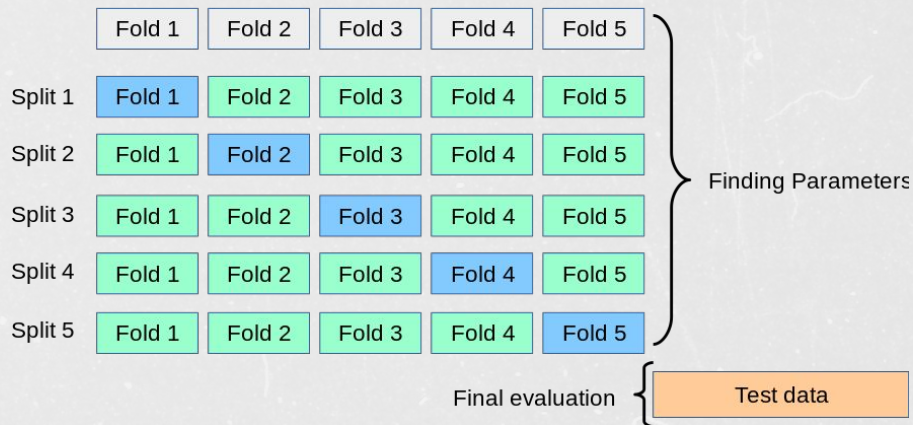 Fold 1 Fold 2 Fold 3 Fold 4 Fold 5
Split 1 Fold 1 Fold 2 Fold 3 Fold 4 Fold 5
Split 2 Fold 1 Fold 2 Fold 3 Fold 4 Fold 5
Finding Parameters
Split 3 Fold 1 Fold 2 Fold 3 Fold 4 Fold 5
Split 4 Fold 1 Fold 2 Fold 3 Fold 4 Fold 5
Split 5 Fold 1 Fold 2 Fold 3 Fold 4 Fold 5
Final evaluation Test data